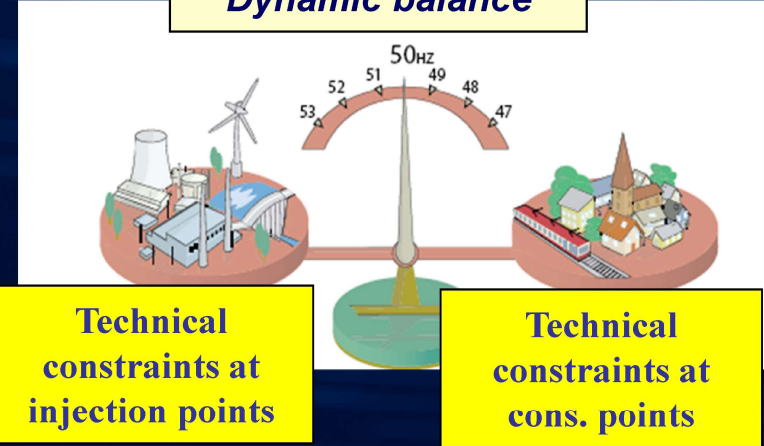 Dynamic balance
50HZ
53
52
51
49
48
47
Technical
constraints at
injection points
Technical
constraints at
cons. points